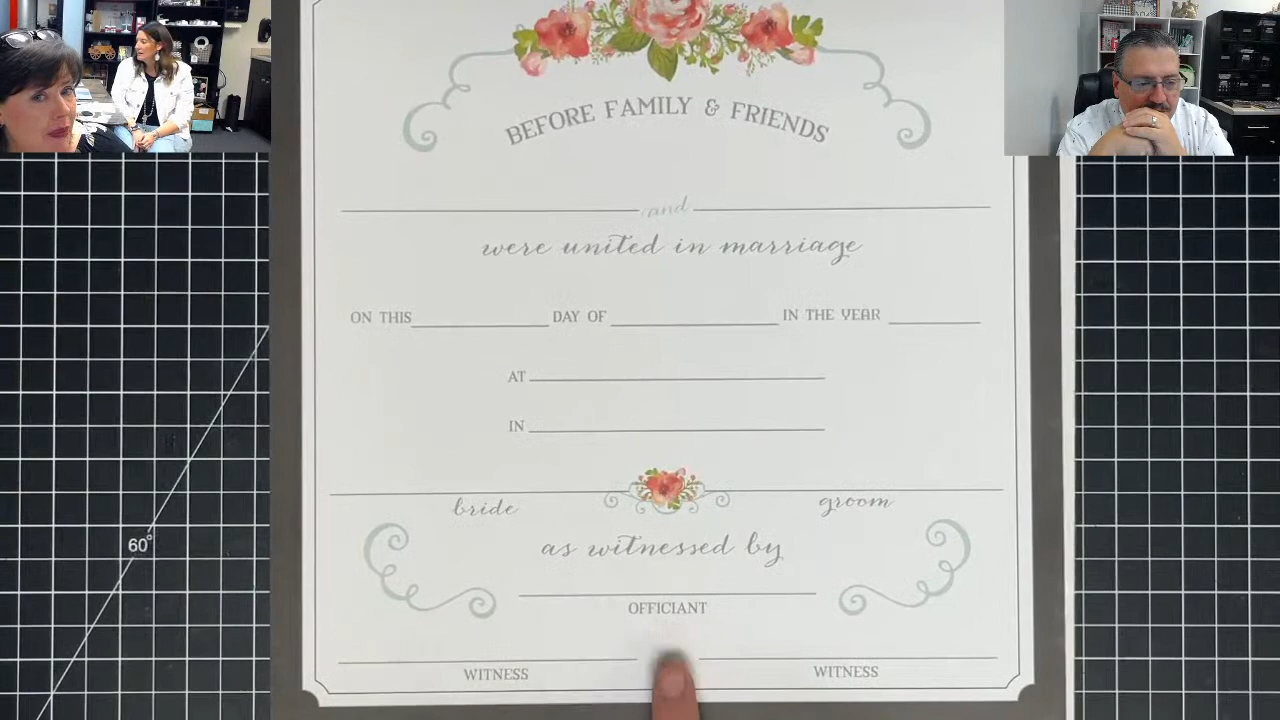 BEFORE FAMILY & FRIENDS
and
were united in marriage
ON THIS DAY OF IN THE YEAR
AT
IN
bride groom
as witnessed by
OFFICIANT
WITNESS WITNESS
60°